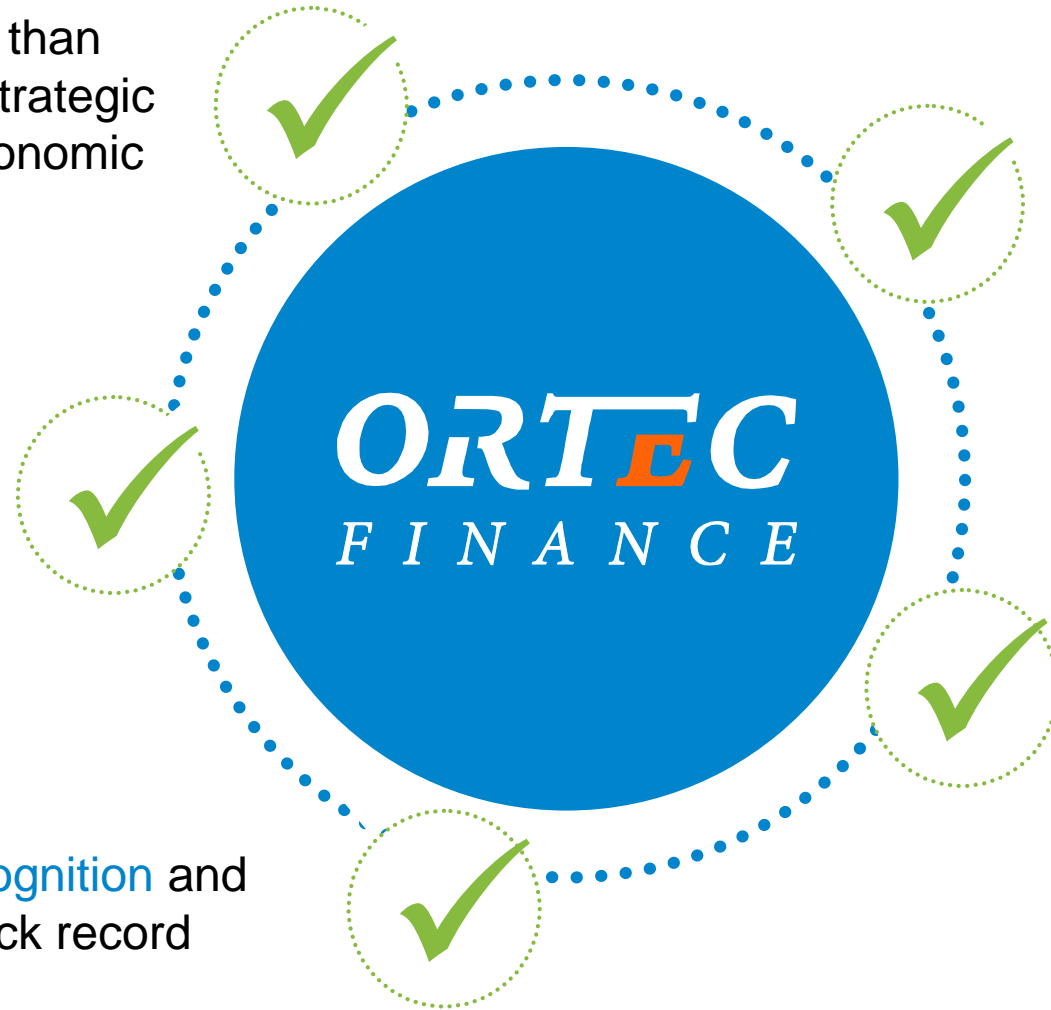 than
trategic
onomic
ORTEC
FINANCE
ognition and
ck record